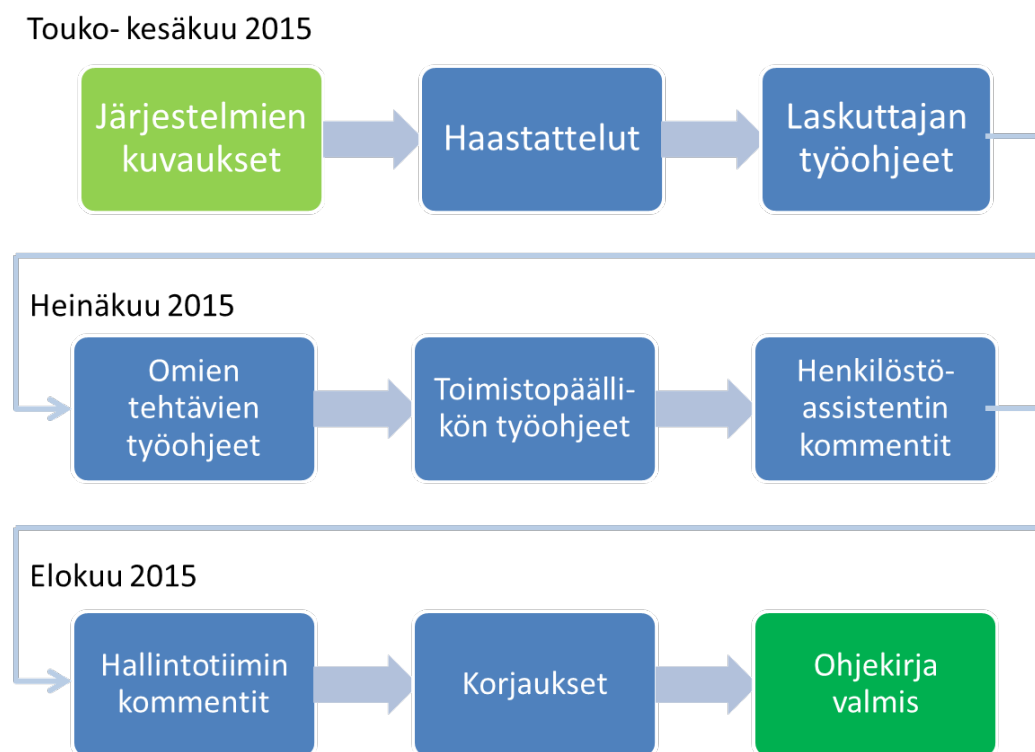 Touko- kesäkuu 2015
Järjestelmien
kuvaukset
Haastattelut
Laskuttajan
työohjeet
Heinäkuu 2015
Omien
tehtävien
työohjeet
Toimistopäälli-
kön työohjeet
Henkilöstö-
assistentin
kommentit
Elokuu 2015
Hallintotiimin
kommentit
Korjaukset
Ohjekirja
valmis